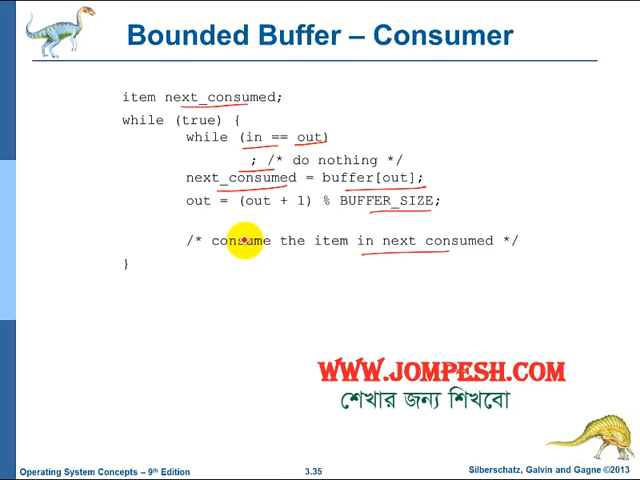 Bounded Buffer – Consumer
item next_consumed;
while (true) {
while (in == out)
; /* do nothing */
next_consumed = buffer[out];
out = (out + 1) % BUFFER_SIZE;
/* consume the item in next consumed */
}
WWW.JOMPESH.COM
শেখার জন্য শিখবো
Operating System Concepts – 9th Edition
3.35
Silberschatz, Galvin and Gagne ©2013